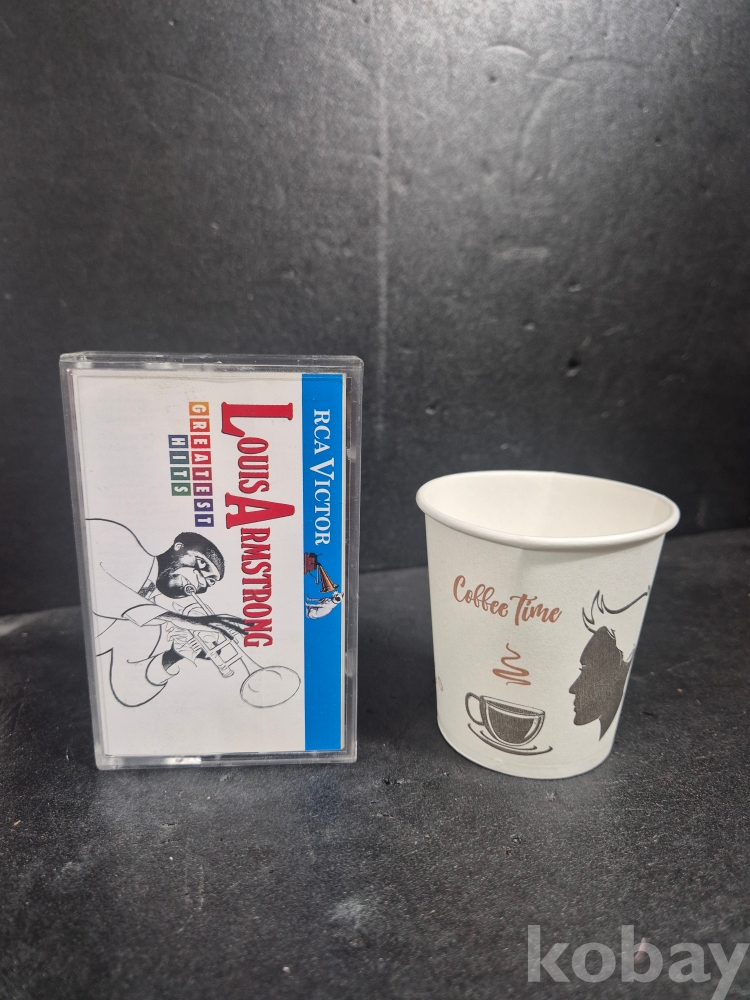 RCA VICTOR
LOUIS ARMSTRONG
GREATEST
HITS
Coffee Time
kobay